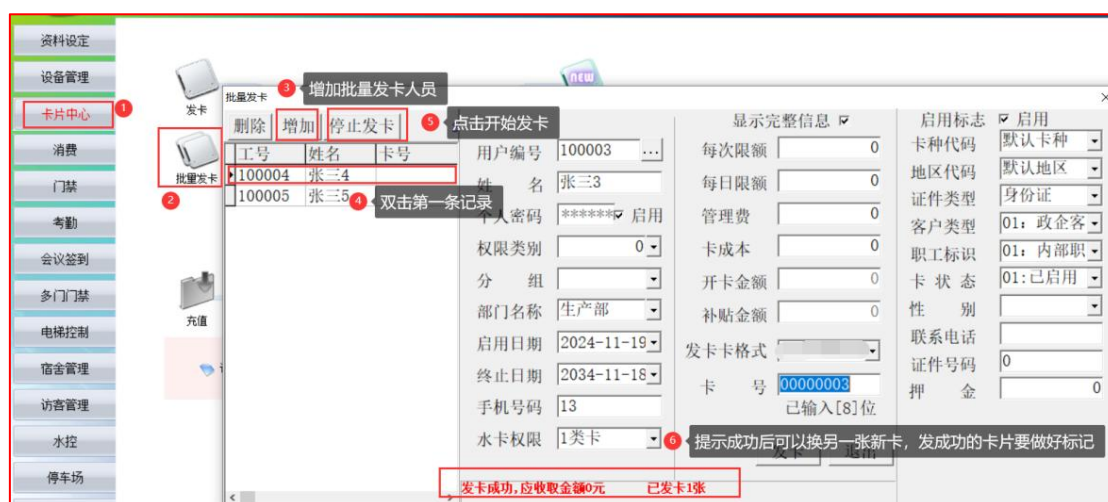 资料设定
设备管理
卡片中心
消费
门禁
考勤
会议签到
多门门禁
电梯控制
宿舍管理
访客管理
水控
停车场
1
发卡
批量发卡
2
充值
NEW
批量发卡
3 增加批量发卡人员
删除 增加 停止发卡
5 点击开始发卡
工号 姓名 卡号
100004 张三4
100005 张三5
4 双击第一条记录
用户编号 100003 ...
姓 名 张三3
个人密码 ****** 启用
权限类别 0
分 组
部门名称 生产部
启用日期 2024-11-19
终止日期 2034-11-18
手机号码 13
水卡权限 1类卡
显示完整信息
每次限额 0
每日限额 0
管理费 0
卡成本 0
开卡金额 0
补贴金额 0
发卡卡格式
卡 号 00000003
已输入[8]位
启用标志 启用
卡种代码 默认卡种
地区代码 默认地区
证件类型 身份证
客户类型 01: 政企客
职工标识 01: 内部职
卡 状 态 01:已启用
性 别
联系电话
证件号码 0
押 金 0
6 提示成功后可以换另一张新卡，发成功的卡片要做好标记
发卡 退出
发卡成功,应收取金额0元 已发卡1张